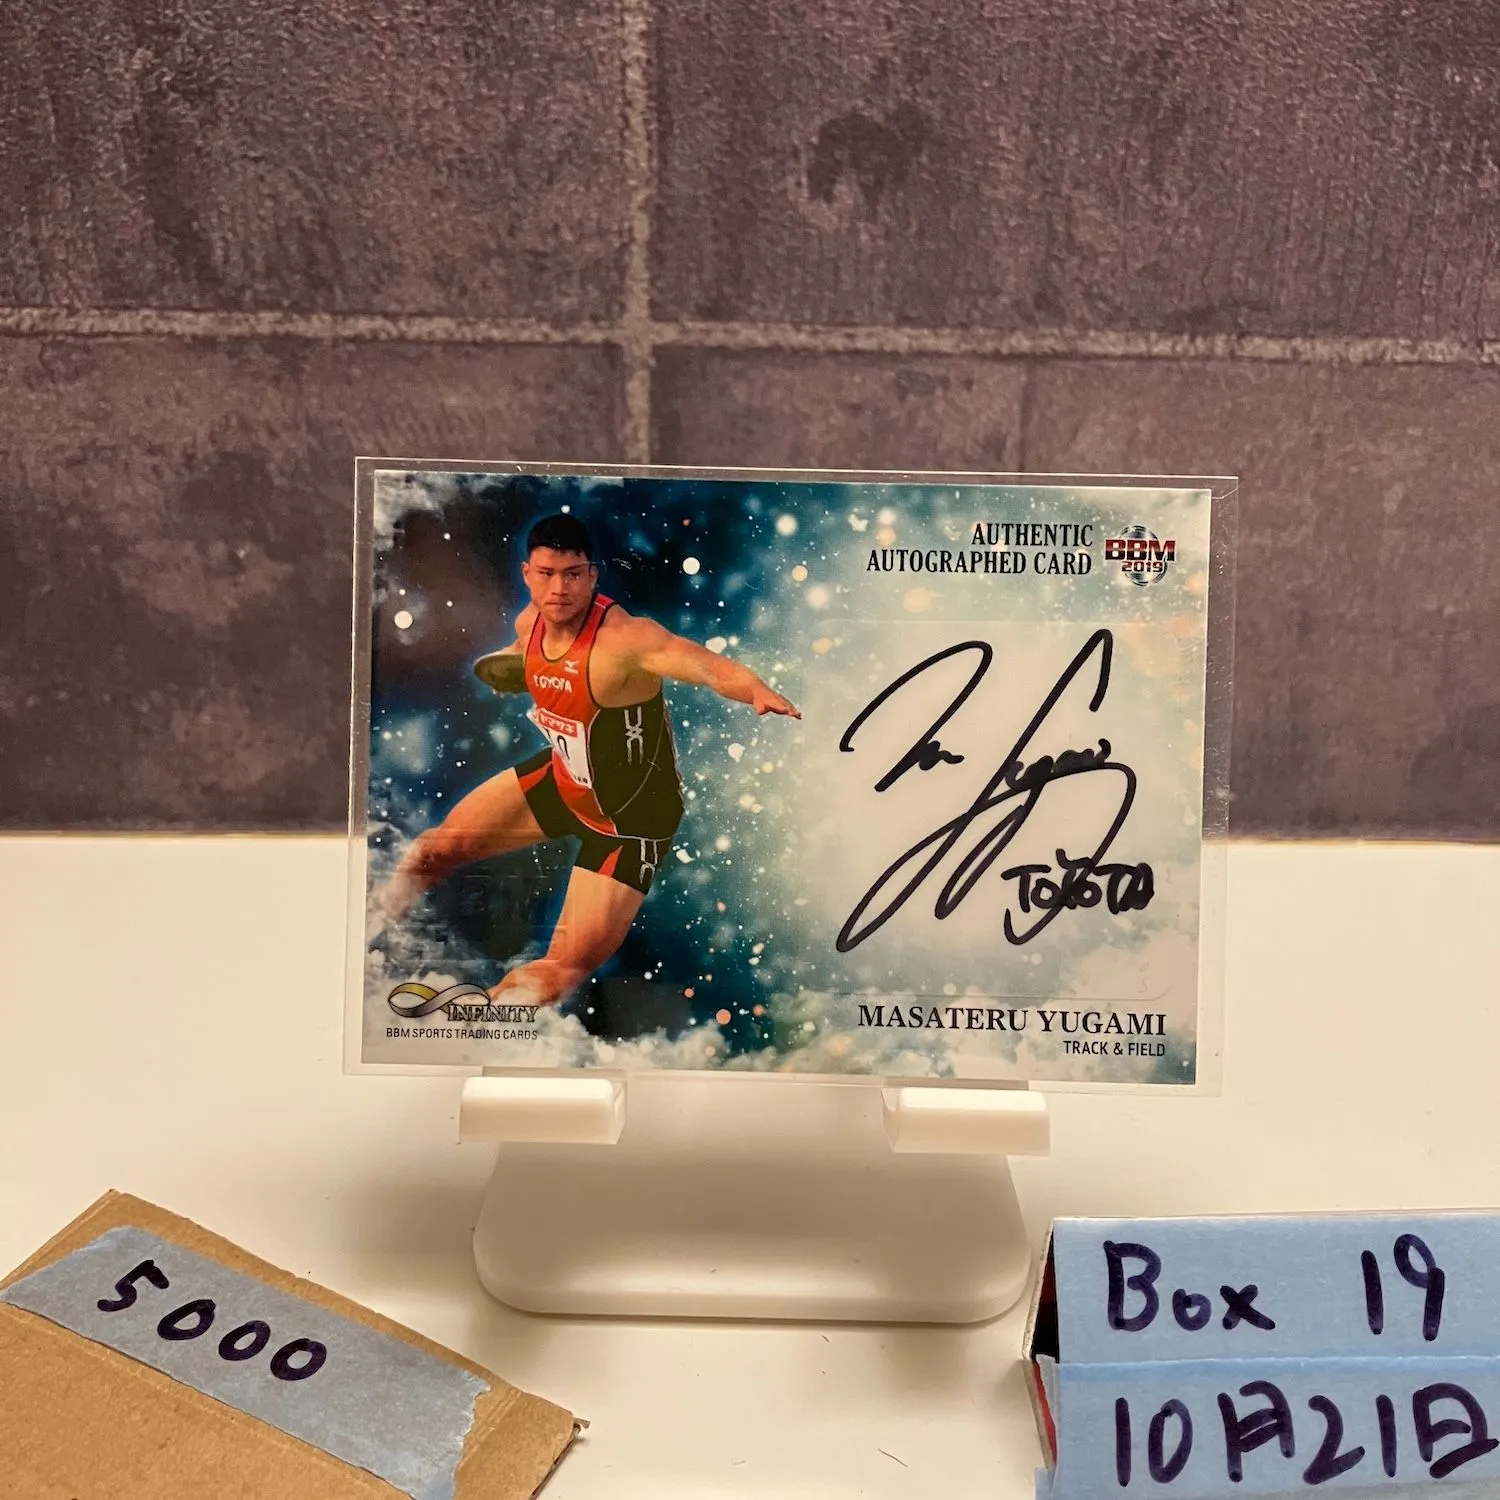 AUTHENTIC
AUTOGRAPHED CARD
BBM
2019
TOYOTA
TOYOTA
INFINITY
BBM SPORTS TRADING CARDS
MASATERU YUGAMI
TRACK & FIELD
5000
Box 19
10月21日